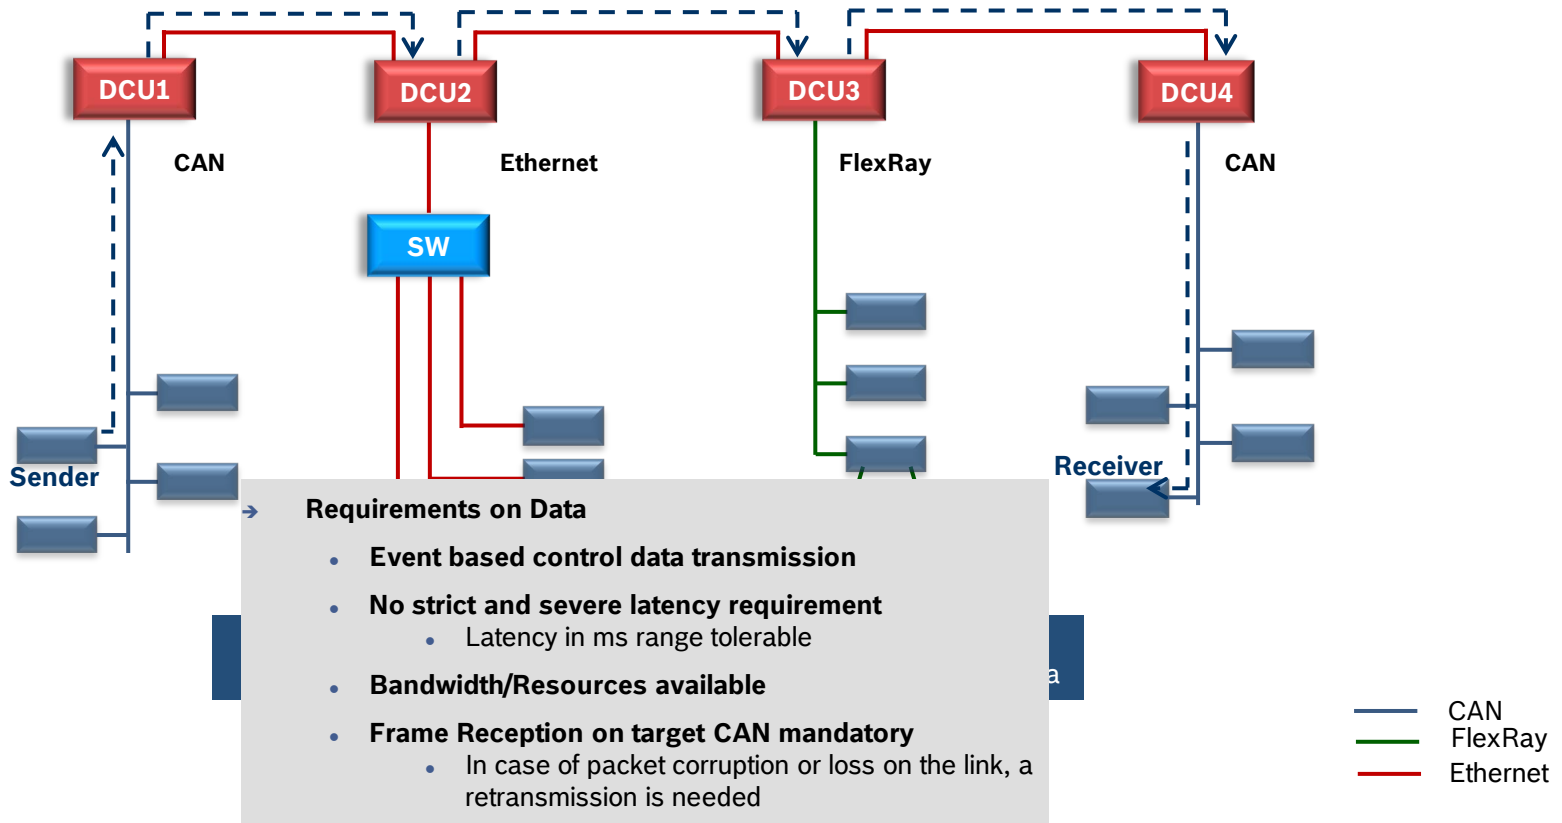 DCU1
DCU2
DCU3
DCU4
CAN
Ethernet
FlexRay
CAN
SW
Sender
Receiver
Requirements on Data
Event based control data transmission
No strict and severe latency requirement
Latency in ms range tolerable
a
Bandwidth/Resources available
Frame Reception on target CAN mandatory
In case of packet corruption or loss on the link, a
retransmission is needed
CAN
FlexRay
Ethernet